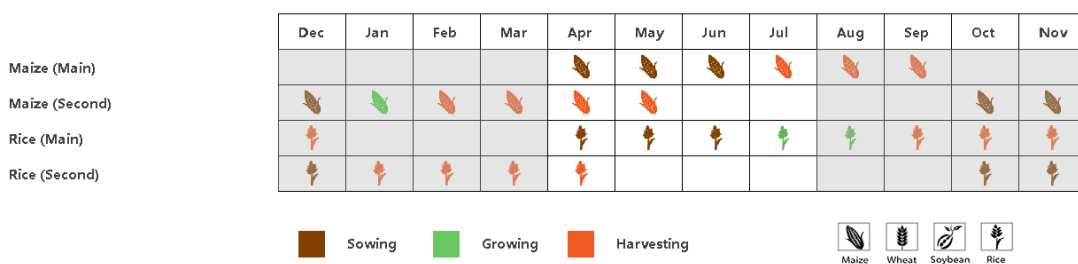 Dec Jan Feb Mar Apr May Jun Jul Aug Sep Oct Nov
Maize (Main)
Maize (Second)
Rice (Main)
Rice (Second)
Sowing Growing Harvesting
Maize Wheat Soybean Rice